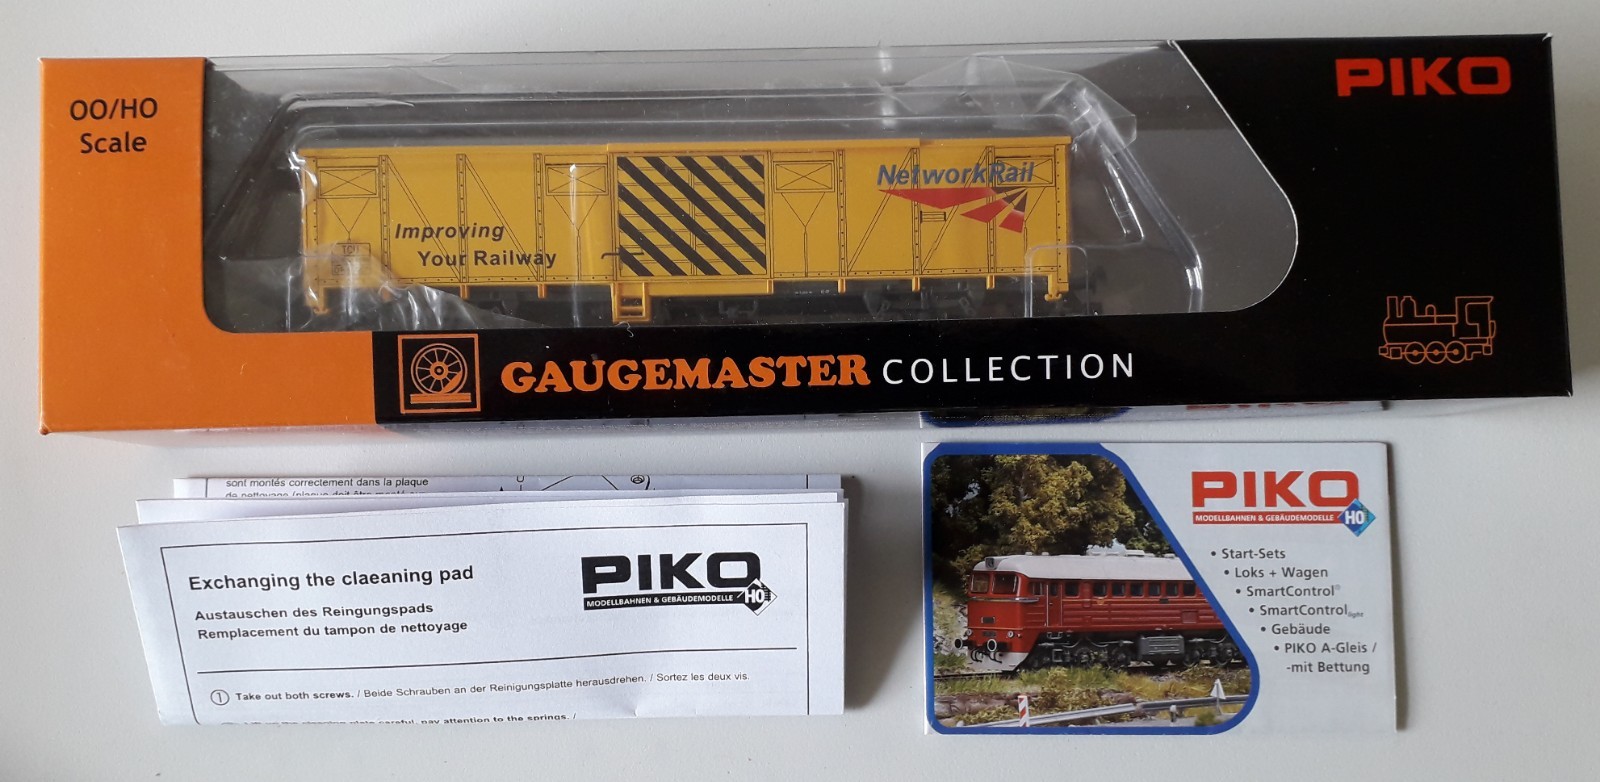 OO/HO
Scale
PIKO
NetworkRail
Improving
Your Railway
TCU
GAUGEMASTER COLLECTION
sont montés correctement dans la plaque
Exchanging the claeaning pad
Austauschen des Reingungspads
Remplacement du tampon de nettoyage
PIKO
MODELLBAHNEN & GEBÄUDEMODELLE HO
1 Take out both screws. / Beide Schrauben an der Reinigungsplatte herausdrehen. / Sortez les deux vis.
PIKO
MODELLBAHNEN & GEBÄUDEMODELLE HO
• Start-Sets
• Loks + Wagen
• SmartControl®
• SmartControl light
• Gebäude
• PIKO A-Gleis /
-mit Bettung